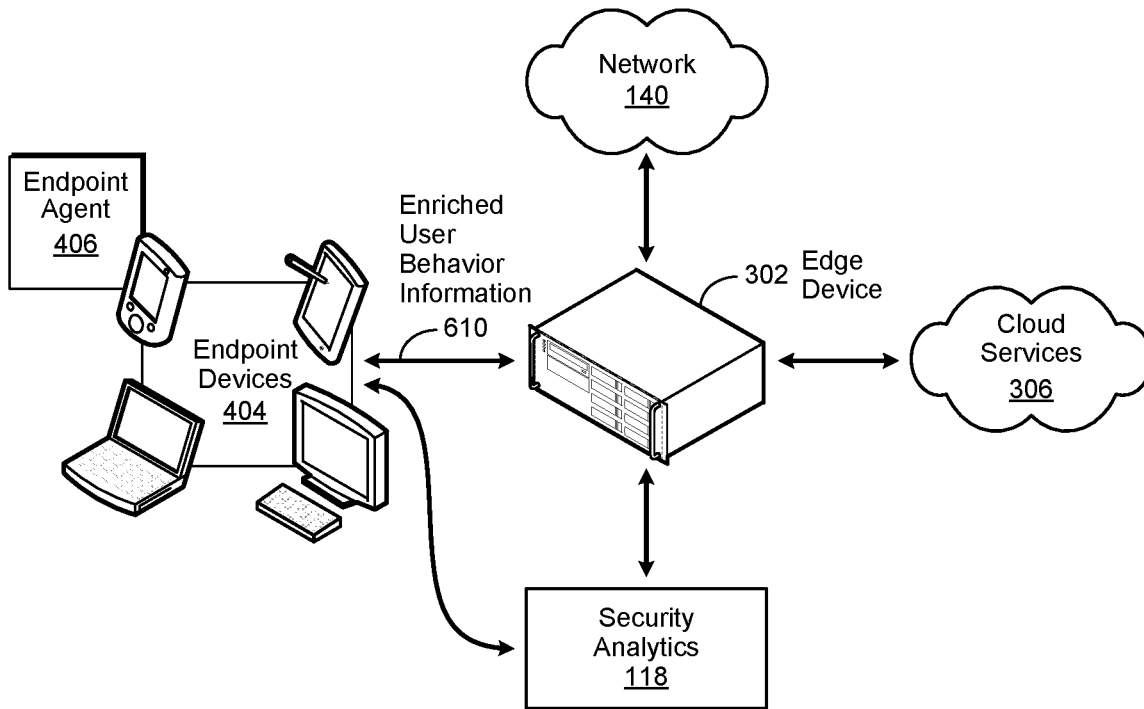 Network
140
Endpoint
Agent
406
Enriched
User
Behavior
Information
610
302
Edge
Device
Endpoint
Devices
404
Cloud
Services
306
Security
Analytics
118